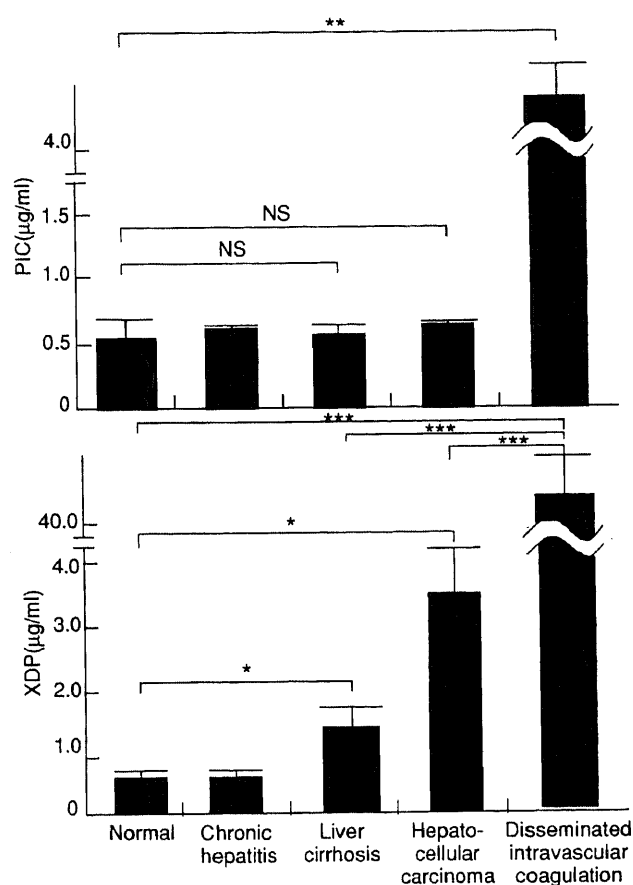 **
4.0
PIC(μg/ml)
1.5
NS
NS
1.0
0.5
0
***
***
***
40.0
*
4.0
XDP(μg/ml)
3.0
*
2.0
1.0
0
Normal
Chronic
hepatitis
Liver
cirrhosis
Hepato-
cellular
carcinoma
Disseminated
intravascular
coagulation